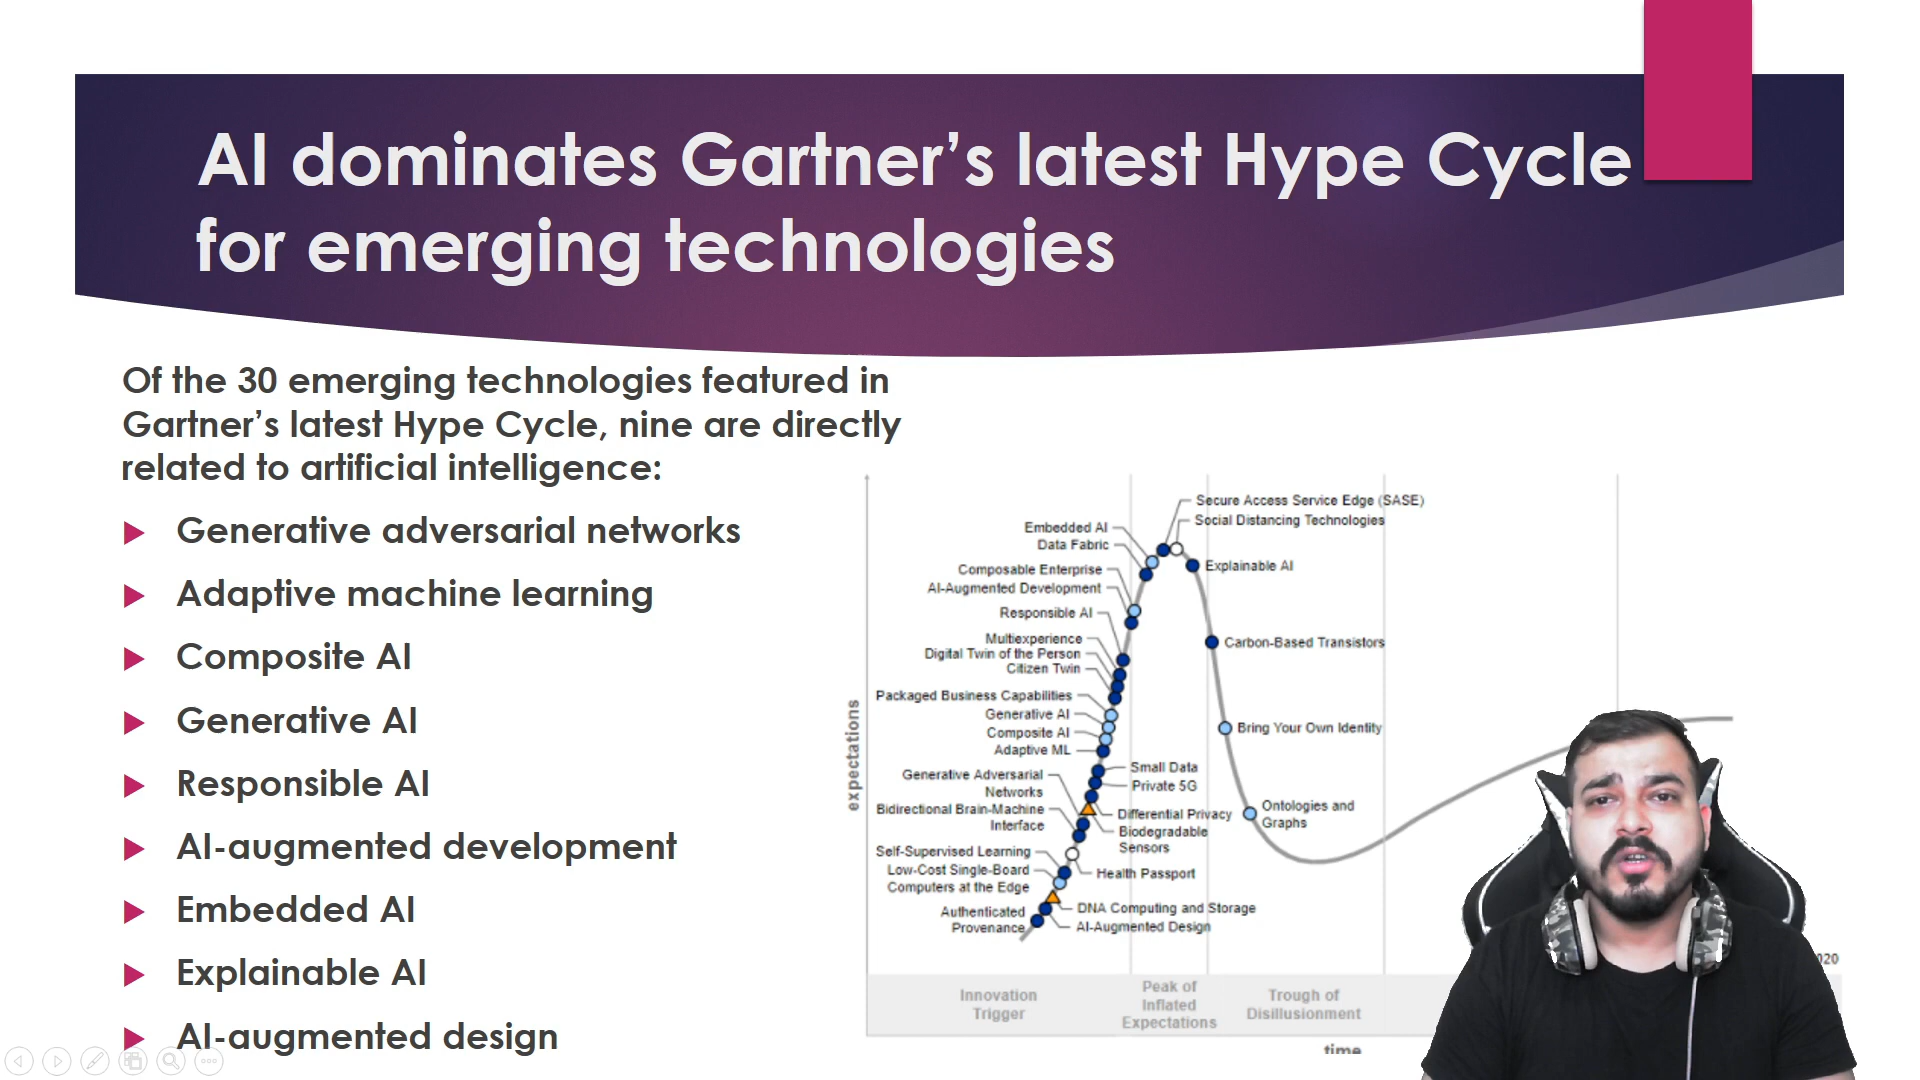 AI dominates Gartner’s latest Hype Cycle
for emerging technologies
Of the 30 emerging technologies featured in
Gartner’s latest Hype Cycle, nine are directly
related to artificial intelligence:
Generative adversarial networks
Adaptive machine learning
Composite AI
Generative AI
Responsible AI
AI-augmented development
Embedded AI
Explainable AI
AI-augmented design
expectations
Secure Access Service Edge (SASE)
Social Distancing Technologies
Embedded AI
Data Fabric
Explainable AI
Composable Enterprise
AI-Augmented Development
Responsible AI
Multiexperience
Digital Twin of the Person
Citizen Twin
Carbon-Based Transistors
Packaged Business Capabilities
Generative AI
Composite AI
Adaptive ML
Bring Your Own Identity
Small Data
Private 5G
Generative Adversarial
Networks
Bidirectional Brain-Machine
Interface
Differential Privacy
Biodegradable
Sensors
Ontologies and
Graphs
Self-Supervised Learning
Low-Cost Single-Board
Computers at the Edge
Health Passport
Authenticated
Provenance
DNA Computing and Storage
AI-Augmented Design
Innovation
Trigger
Peak of
Inflated
Expectations
Trough of
Disillusionment
time